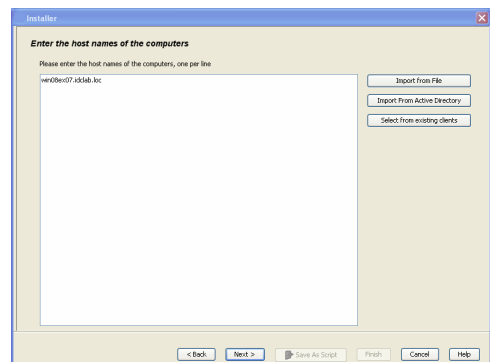 Installer
Enter the host names of the computers
Please enter the host names of the computers, one per line
win08ex07.idclab.loc
Import from File
Import From Active Directory
Select from existing clients
< Back Next > Save As Script Finish Cancel Help